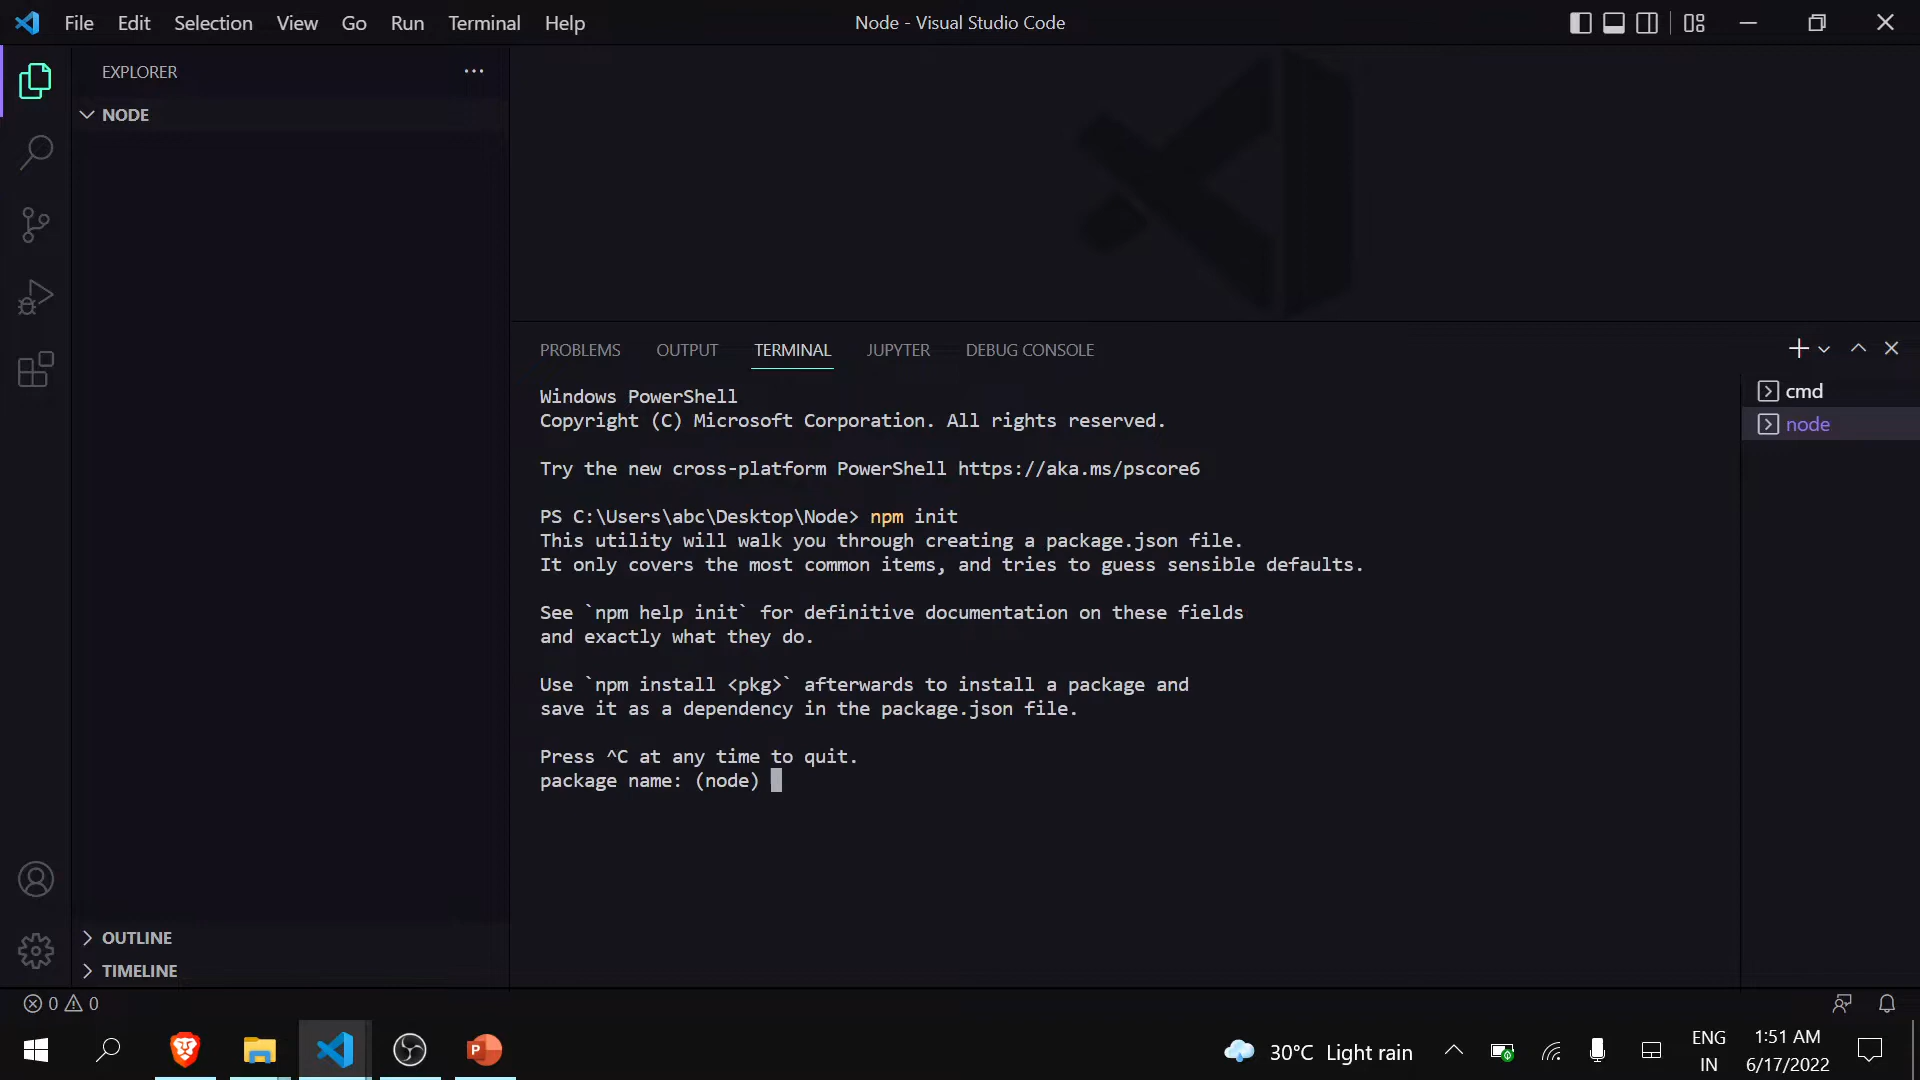 File Edit Selection View Go Run Terminal Help
Node - Visual Studio Code
EXPLORER
NODE
PROBLEMS OUTPUT TERMINAL JUPYTER DEBUG CONSOLE
cmd
node
Windows PowerShell
Copyright (C) Microsoft Corporation. All rights reserved.
Try the new cross-platform PowerShell https://aka.ms/pscore6
PS C:\Users\abc\Desktop\Node> npm init
This utility will walk you through creating a package.json file.
It only covers the most common items, and tries to guess sensible defaults.
See `npm help init` for definitive documentation on these fields
and exactly what they do.
Use `npm install <pkg>` afterwards to install a package and
save it as a dependency in the package.json file.
Press ^C at any time to quit.
package name: (node)
OUTLINE
TIMELINE
0 0
P
30°C Light rain
ENG
IN
1:51 AM
6/17/2022